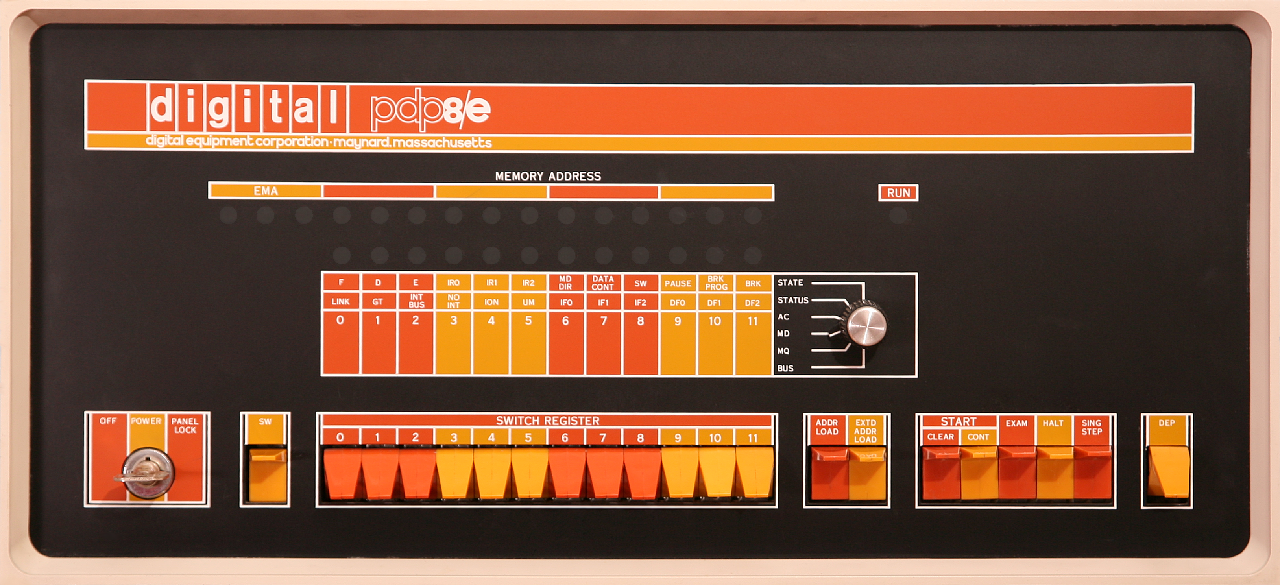 digital pdp8/e
digital equipment corporation·maynard.massachusetts
MEMORY ADDRESS
EMA
RUN
F D E IR0 IR1 IR2 MD DIR DATA CONT SW PAUSE BRK PROG BRK
LINK GT INT BUS NO INT ION UM IF0 IF1 IF2 DF0 DF1 DF2
0 1 2 3 4 5 6 7 8 9 10 11
STATE
STATUS
AC
MD
MQ
BUS
OFF POWER PANEL LOCK
SW
SWITCH REGISTER
0 1 2 3 4 5 6 7 8 9 10 11
ADDR LOAD EXTD ADDR LOAD
START
CLEAR CONT EXAM HALT SING STEP
DEP